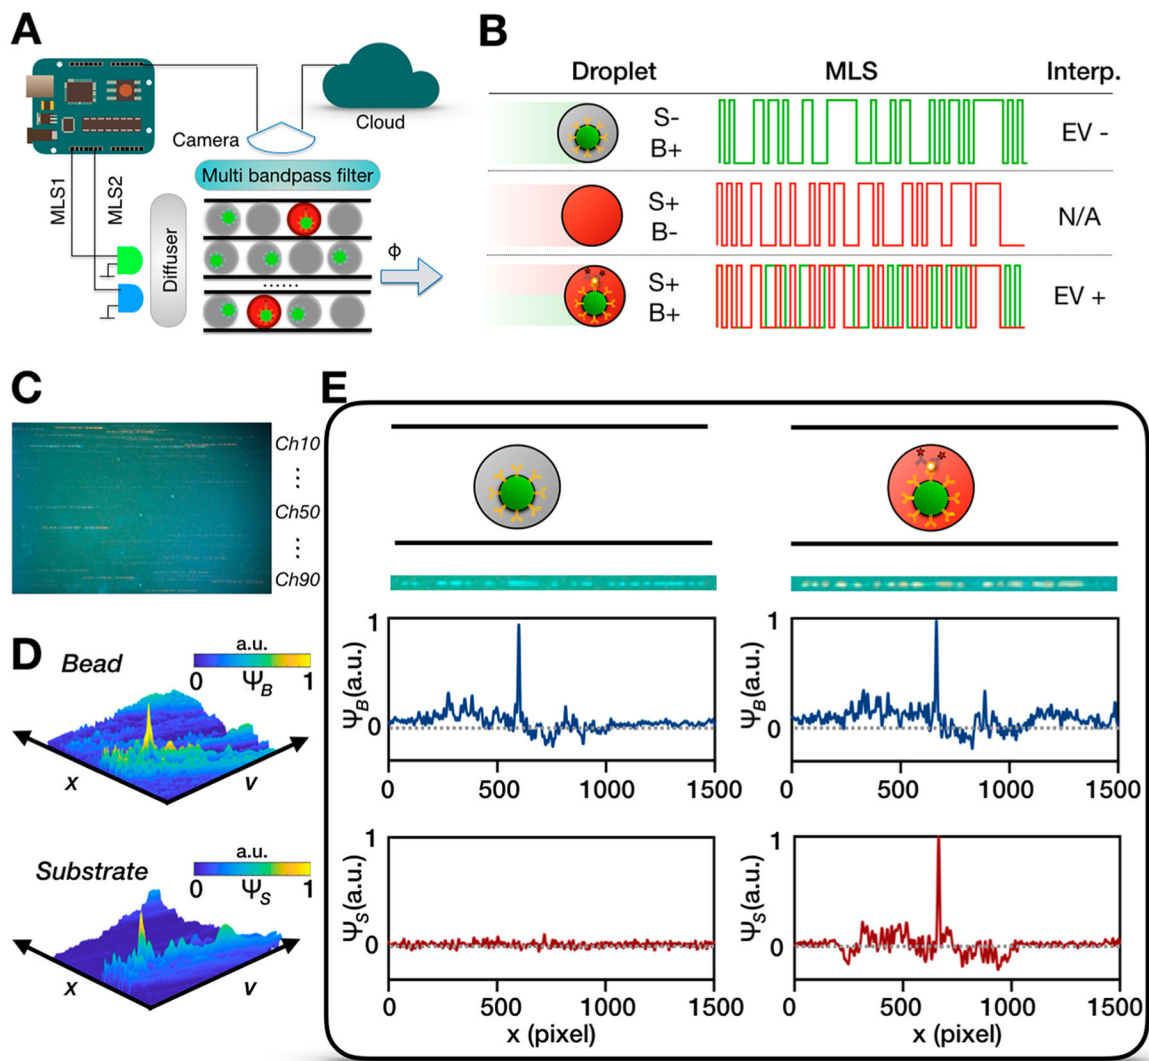 A
Camera
Cloud
Multi bandpass filter
MLS1
MLS2
Diffuser
......
Φ
B
Droplet MLS Interp.
S-
B+
EV -
S+
B-
N/A
S+
B+
EV +
C
Ch10
⋮
Ch50
⋮
Ch90
D
Bead
a.u.
0 Ψ_B 1
x
v
Substrate
a.u.
0 Ψ_S 1
x
v
E
Ψ_B(a.u.)
1
0
0 500 1000 1500
Ψ_B(a.u.)
1
0
0 500 1000 1500
Ψ_S(a.u.)
1
0
0 500 1000 1500
x (pixel)
Ψ_S(a.u.)
1
0
0 500 1000 1500
x (pixel)